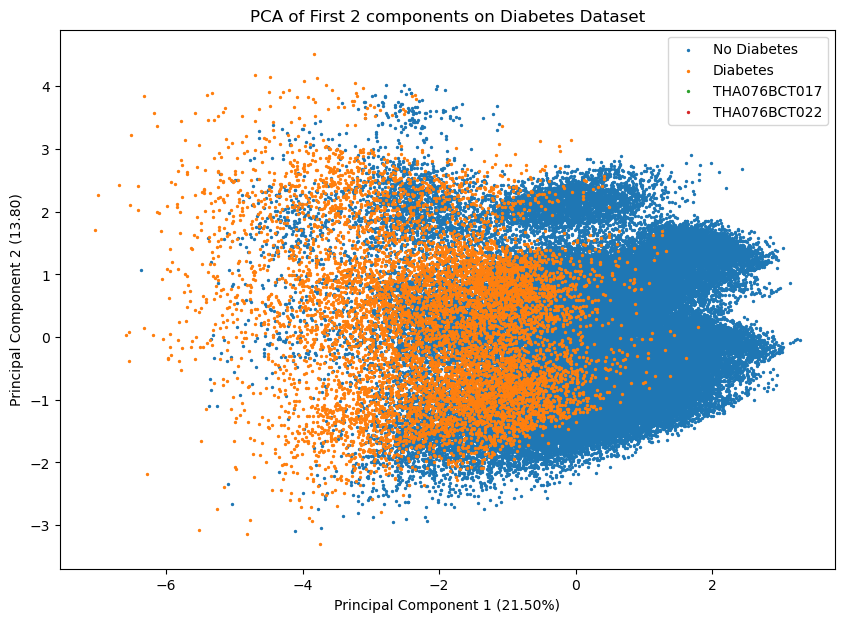 PCA of First 2 components on Diabetes Dataset
No Diabetes
Diabetes
THA076BCT017
THA076BCT022
4
3
2
1
0
−1
−2
−3
Principal Component 2 (13.80)
−6
−4
−2
0
2
Principal Component 1 (21.50%)